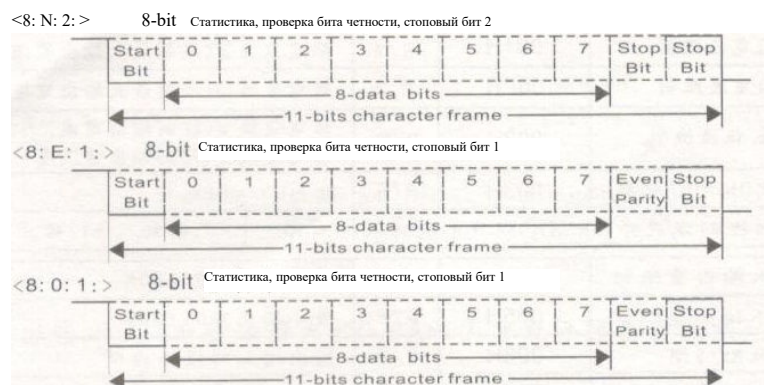 <8: N: 2: > 8-bit Статистика, проверка бита четности, стоповый бит 2
Start Bit 0 1 2 3 4 5 6 7 Stop Bit Stop Bit
8-data bits
11-bits character frame
<8: E: 1: > 8-bit Статистика, проверка бита четности, стоповый бит 1
Start Bit 0 1 2 3 4 5 6 7 Even Parity Stop Bit
8-data bits
11-bits character frame
<8: 0: 1: > 8-bit Статистика, проверка бита четности, стоповый бит 1
Start Bit 0 1 2 3 4 5 6 7 Even Parity Stop Bit
8-data bits
11-bits character frame